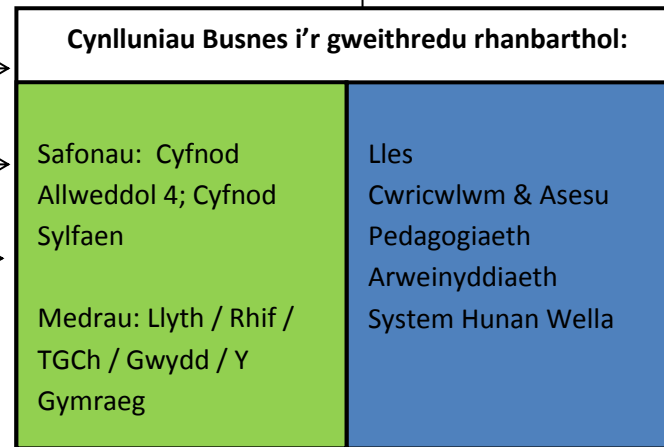 Cynlluniau Busnes i'r gweithredu rhanbarthol:
Safonau: Cyfnod
Allweddol 4; Cyfnod
Sylfaen
Medrau: Llyth / Rhif /
TGCh / Gwydd / Y
Gymraeg
Lles
Cwricwlwm & Asesu
Pedagogiaeth
Arweinyddiaeth
System Hunan Wella